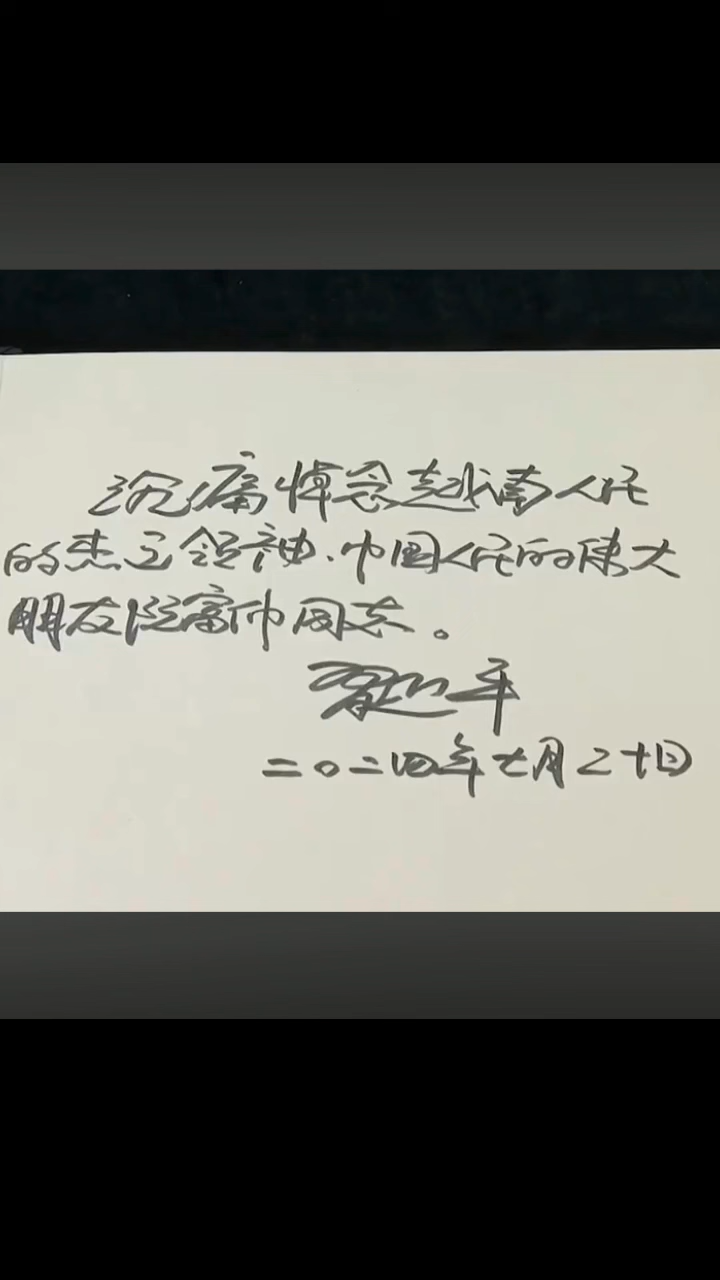 沉痛悼念越南人民
的杰出领袖、中国人民的伟大
朋友阮富仲同志。
习近平
二〇二四年七月二十日